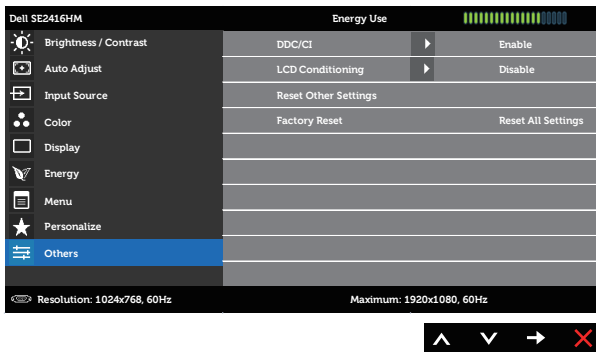 Dell SE2416HM Energy Use
Brightness / Contrast DDC/CI Enable
Auto Adjust LCD Conditioning Disable
Input Source Reset Other Settings
Color Factory Reset Reset All Settings
Display
Energy
Menu
Personalize
Others
Resolution: 1024x768, 60Hz Maximum: 1920x1080, 60Hz